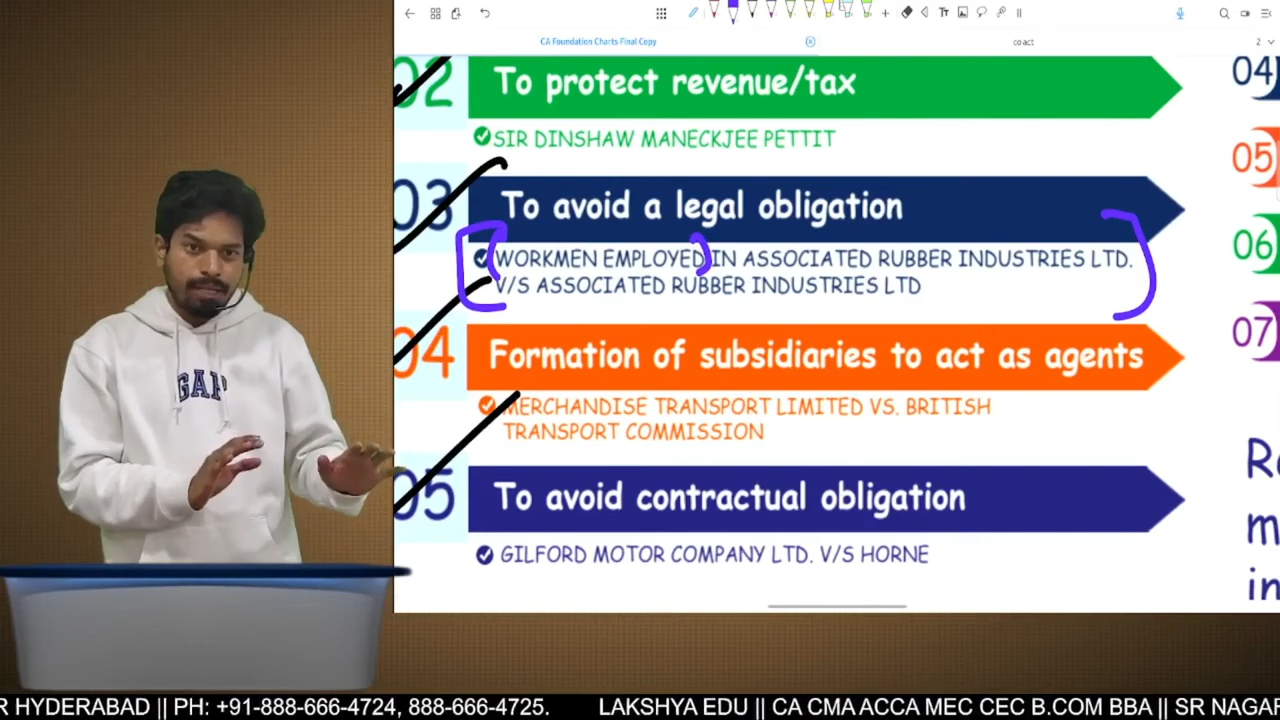 CA Foundation Charts Final Copy
co act
2
02 To protect revenue/tax
SIR DINSHAW MANECKJEE PETTIT
03 To avoid a legal obligation
WORKMEN EMPLOYED IN ASSOCIATED RUBBER INDUSTRIES LTD.
V/S ASSOCIATED RUBBER INDUSTRIES LTD
04 Formation of subsidiaries to act as agents
MERCHANDISE TRANSPORT LIMITED VS. BRITISH
TRANSPORT COMMISSION
05 To avoid contractual obligation
GILFORD MOTOR COMPANY LTD. V/S HORNE
04
05
06
07
m
in
GAP
R HYDERABAD || PH: +91-888-666-4724, 888-666-4725. LAKSHYA EDU || CA CMA ACCA MEC CEC B.COM BBA || SR NAGAR